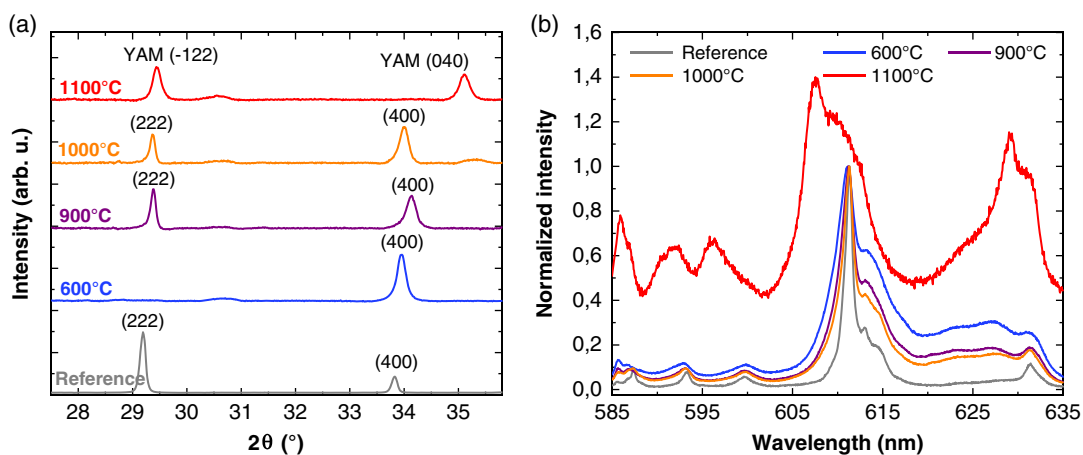 (a)
YAM (-122)
YAM (040)
1100°C
(222)
(400)
1000°C
(222)
(400)
900°C
(400)
600°C
(222)
(400)
Reference
28 29 30 31 32 33 34 35
2θ (°)
Intensity (arb. u.)
(b)
Reference 600°C 900°C
1000°C 1100°C
1,6
1,4
1,2
1,0
0,8
0,6
0,4
0,2
0,0
585 595 605 615 625 635
Wavelength (nm)
Normalized intensity